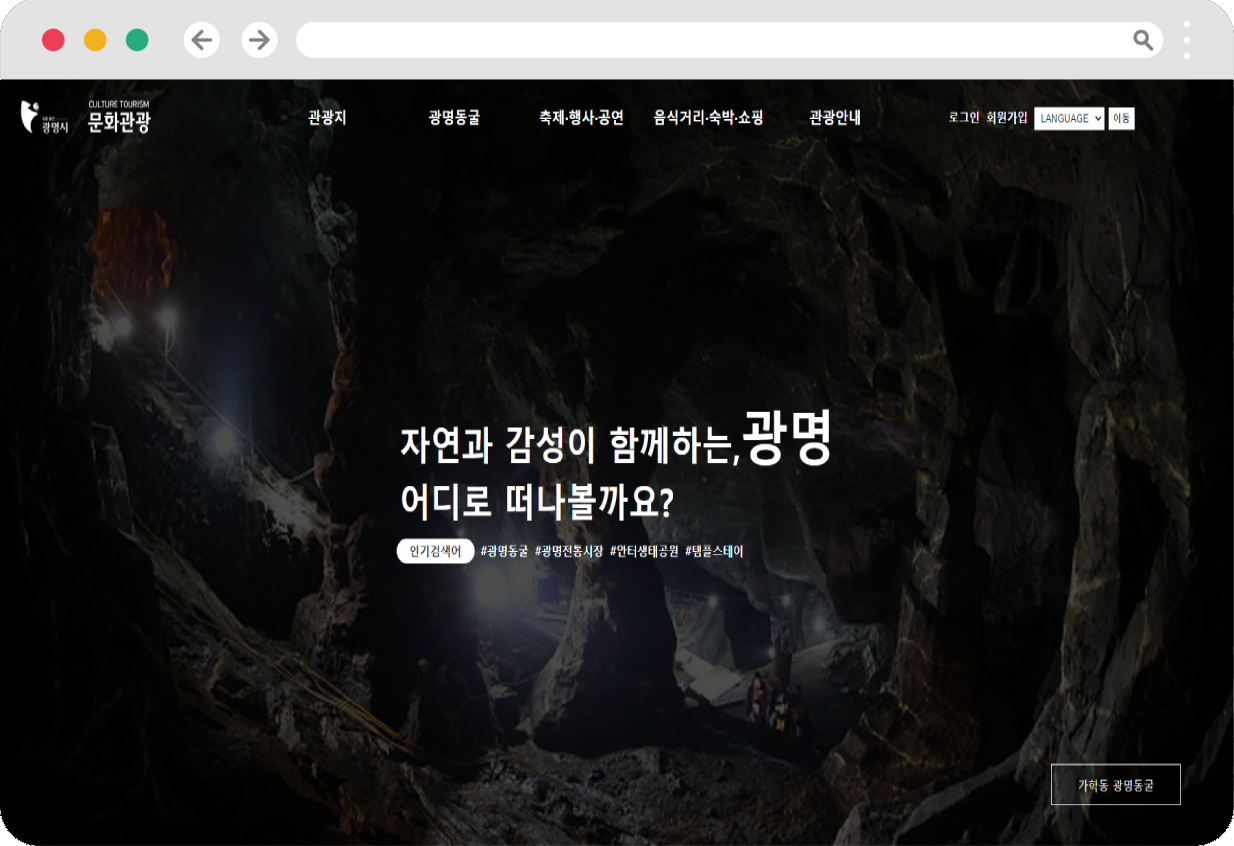 광명시
CULTURE TOURISM
문화관광
관광지 광명동굴 축제·행사·공연 음식거리·숙박·쇼핑 관광안내
로그인 회원가입 LANGUAGE 이동
자연과 감성이 함께하는, 광명
어디로 떠나볼까요?
인기검색어 #광명동굴 #광명전통시장 #안터생태공원 #템플스테이
가학동 광명동굴